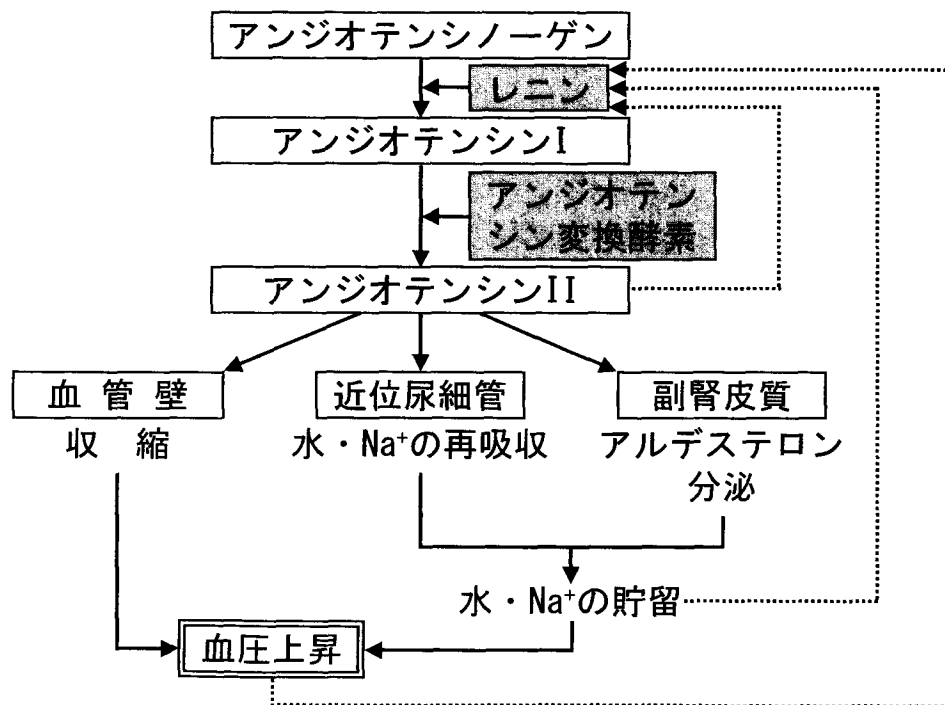 アンジオテンシノーゲン
レニン
アンジオテンシンI
アンジオテン
シン変換酵素
アンジオテンシンII
血管壁
近位尿細管
副腎皮質
収縮
水・Na⁺の再吸収
アルデステロン
分泌
水・Na⁺の貯留
血圧上昇